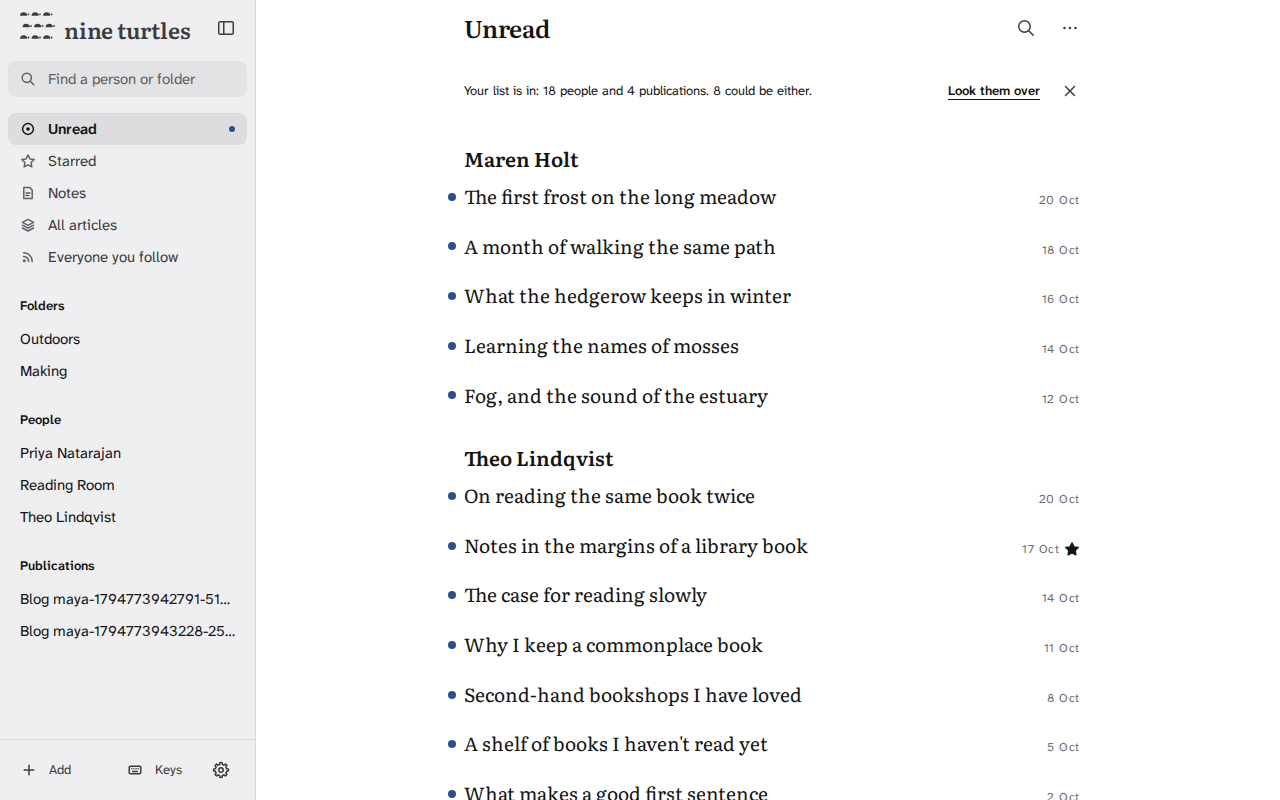 nine turtles
Find a person or folder
Unread
Starred
Notes
All articles
Everyone you follow
Folders
Outdoors
Making
People
Priya Natarajan
Reading Room
Theo Lindqvist
Publications
Blog maya-1794773942791-51...
Blog maya-1794773943228-25...
Add
Keys
Unread
Your list is in: 18 people and 4 publications. 8 could be either.
Look them over
Maren Holt
The first frost on the long meadow 20 Oct
A month of walking the same path 18 Oct
What the hedgerow keeps in winter 16 Oct
Learning the names of mosses 14 Oct
Fog, and the sound of the estuary 12 Oct
Theo Lindqvist
On reading the same book twice 20 Oct
Notes in the margins of a library book 17 Oct
The case for reading slowly 14 Oct
Why I keep a commonplace book 11 Oct
Second-hand bookshops I have loved 8 Oct
A shelf of books I haven't read yet 5 Oct
What makes a good first sentence 2 Oct